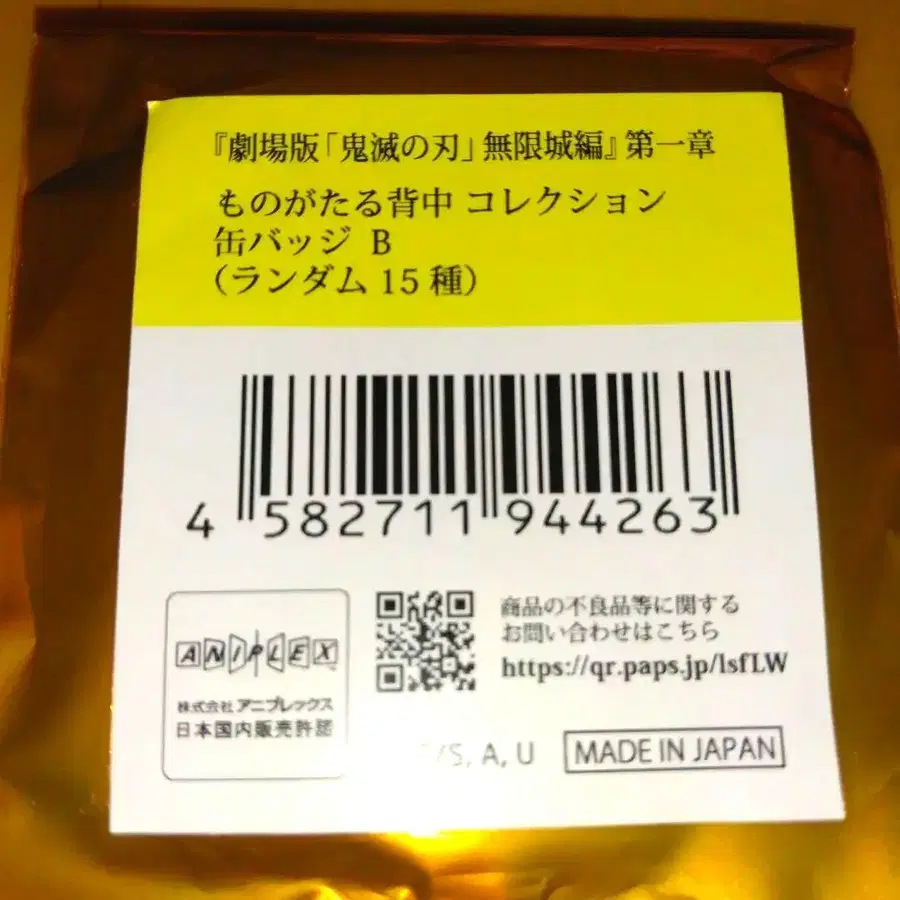 『劇場版「鬼滅の刃」無限城編』第一章
ものがたる背中 コレクション
缶バッジ B
（ランダム 15 種）
4 582711 944263
ANIPLEX
株式会社 アニプレックス
日本国内販売許諾
商品の不良品等に関する
お問い合わせはこちら
https://qr.paps.jp/lsfLW
/S, A, U
MADE IN JAPAN